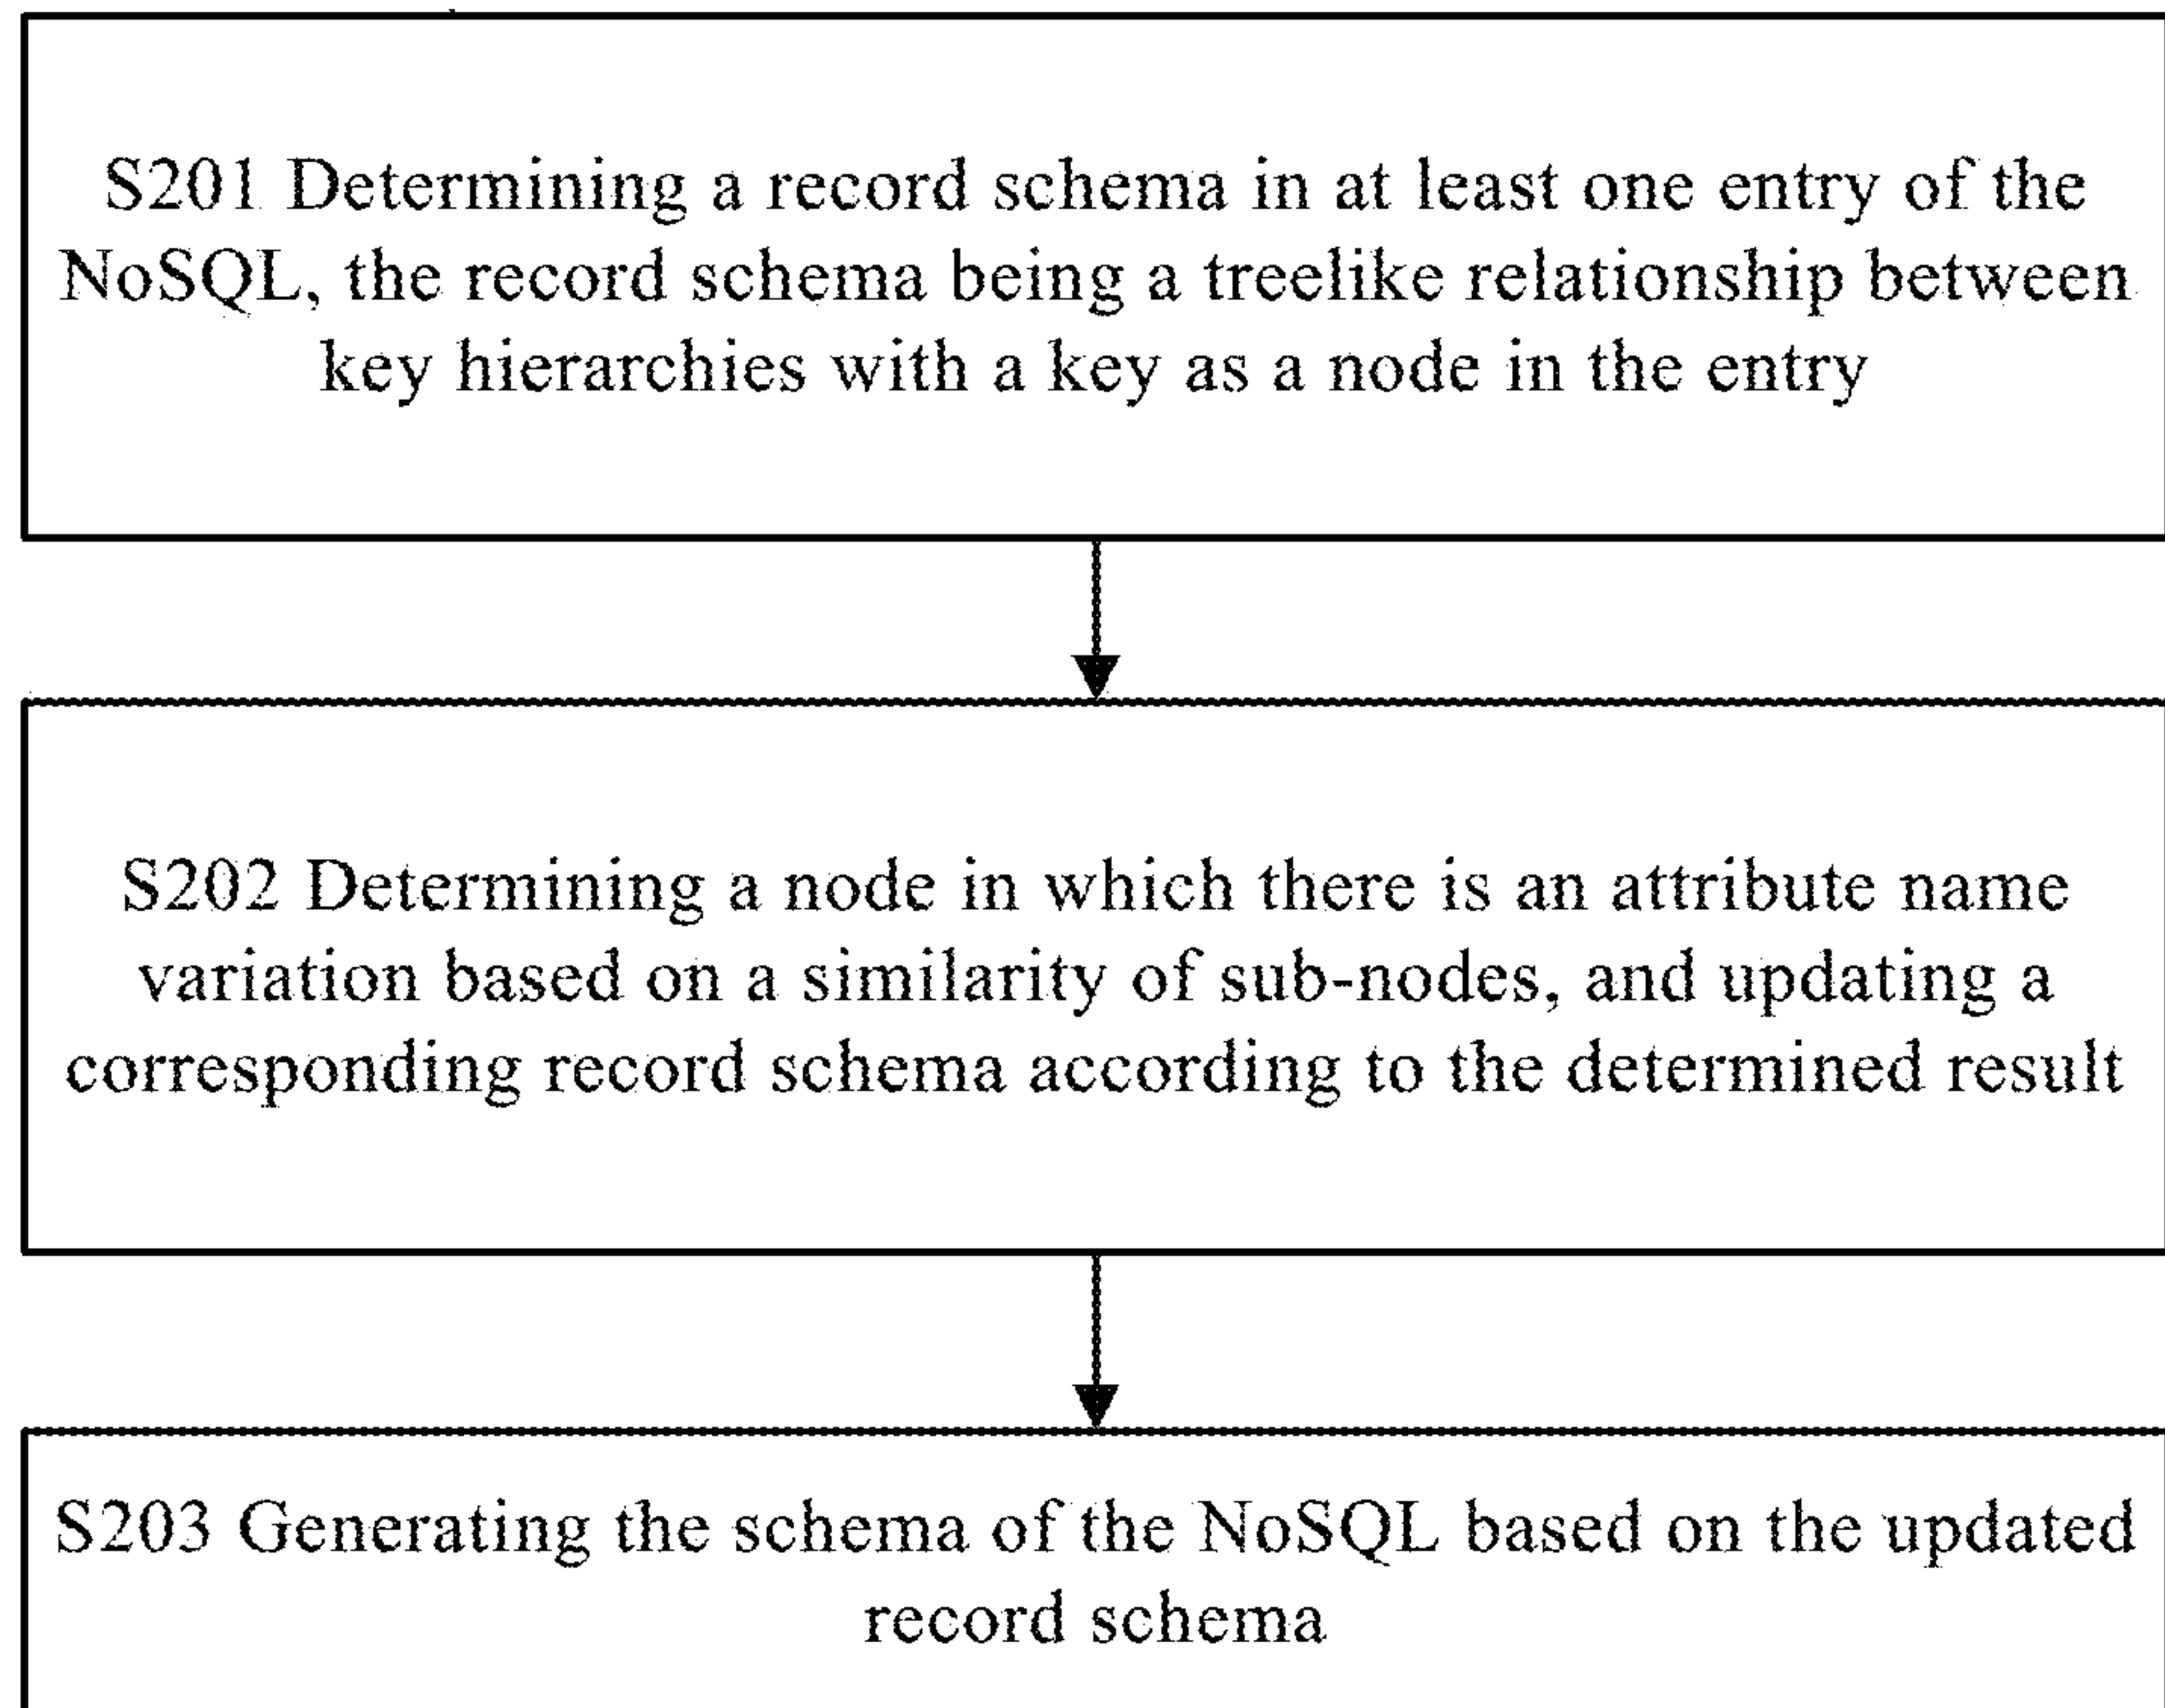 S201 Determining a record schema in at least one entry of the
NoSQL, the record schema being a treelike relationship between
key hierarchies with a key as a node in the entry
S202 Determining a node in which there is an attribute name
variation based on a similarity of sub-nodes, and updating a
corresponding record schema according to the determined result
S203 Generating the schema of the NoSQL based on the updated
record schema